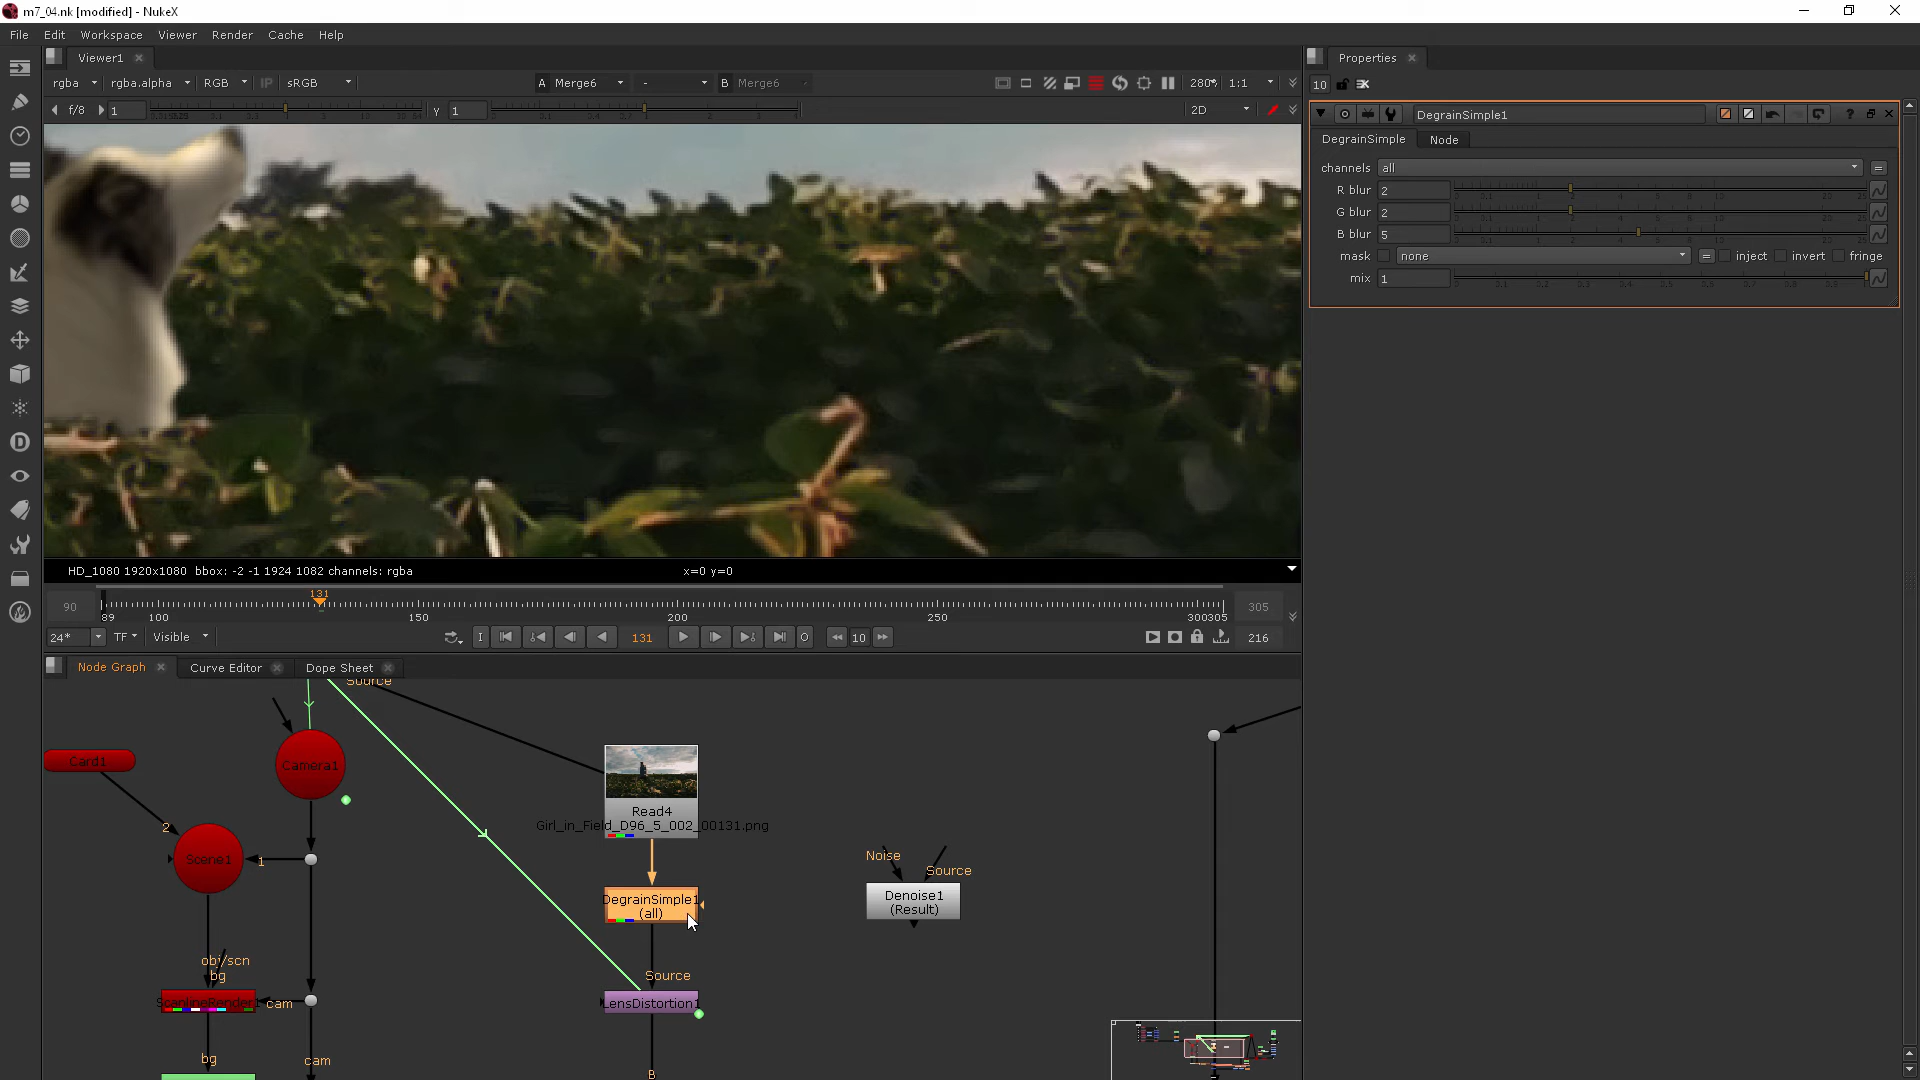 m7_04.nk [modified] - NukeX
File Edit Workspace Viewer Render Cache Help
Viewer1
rgba rgba.alpha RGB IP sRGB A Merge6 - B Merge6 1:1
f/8 1 Y 1 2D
HD_1080 1920x1080 bbox: -2 -1 1924 1082 channels: rgba x=0 y=0
90 131 305
89 100 150 200 250 300305
24* TF Visible I 131 O 10 216
Node Graph Curve Editor Dope Sheet
Source
Card1
Camera1
2
Scene1
1
Read4
Girl_in_Field_D96_5_002_00131.png
Noise
Source
Denoise1
(Result)
DegrainSimple1
(all)
Source
LensDistortion1
obj/scn
bg
ScanlineRender1
cam
bg
cam
B
Properties
10
DegrainSimple1
DegrainSimple Node
channels all
R blur 2
G blur 2
B blur 5
mask none = inject invert fringe
mix 1